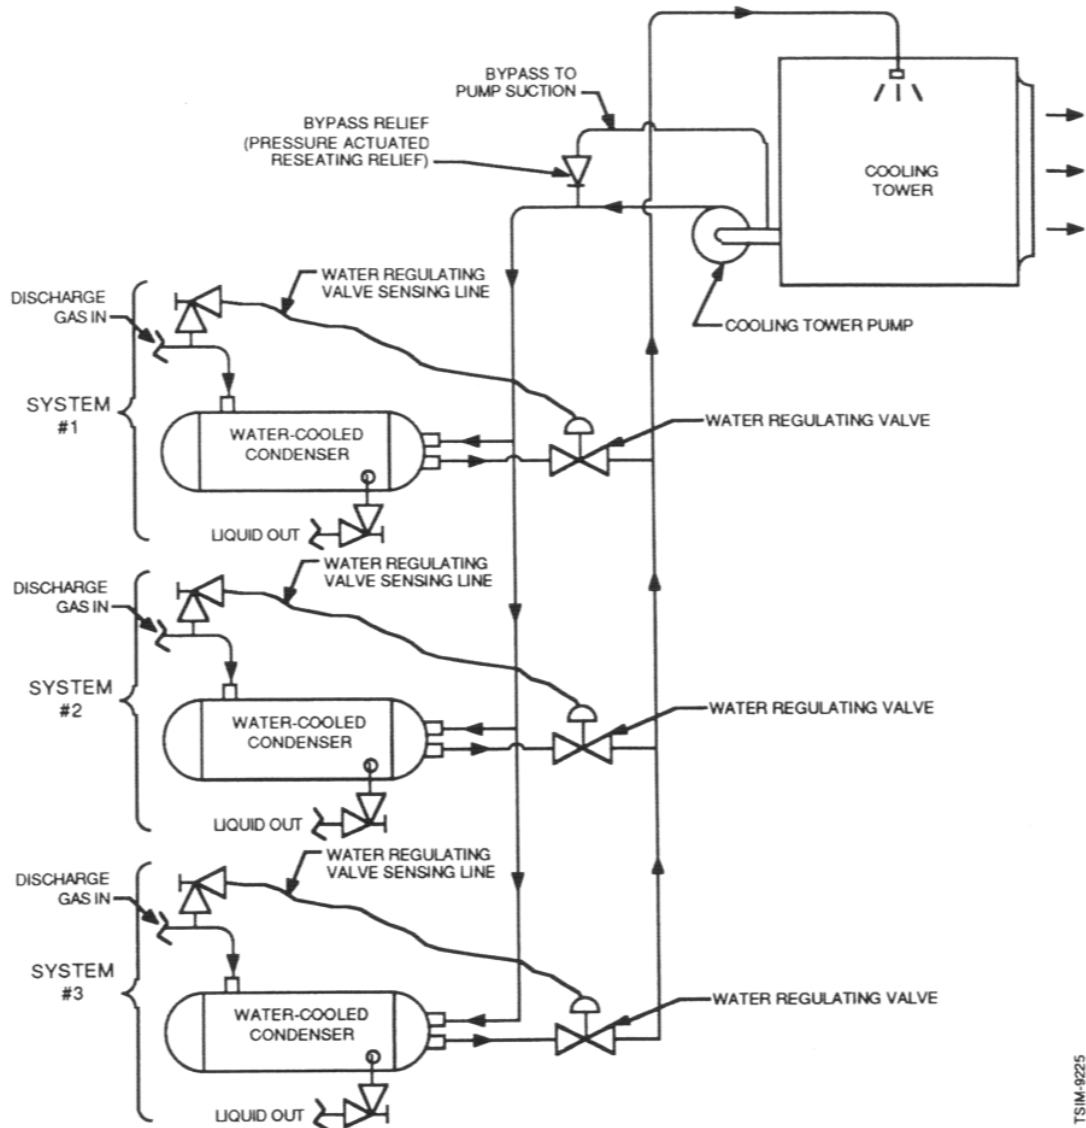 BYPASS TO
PUMP SUCTION
BYPASS RELIEF
(PRESSURE ACTUATED
RESEATING RELIEF)
COOLING
TOWER
WATER REGULATING
VALVE SENSING LINE
DISCHARGE
GAS IN
COOLING TOWER PUMP
SYSTEM
#1
WATER-COOLED
CONDENSER
WATER REGULATING VALVE
LIQUID OUT
WATER REGULATING
VALVE SENSING LINE
DISCHARGE
GAS IN
SYSTEM
#2
WATER-COOLED
CONDENSER
WATER REGULATING VALVE
LIQUID OUT
WATER REGULATING
VALVE SENSING LINE
DISCHARGE
GAS IN
SYSTEM
#3
WATER-COOLED
CONDENSER
WATER REGULATING VALVE
LIQUID OUT
TSIM-9225